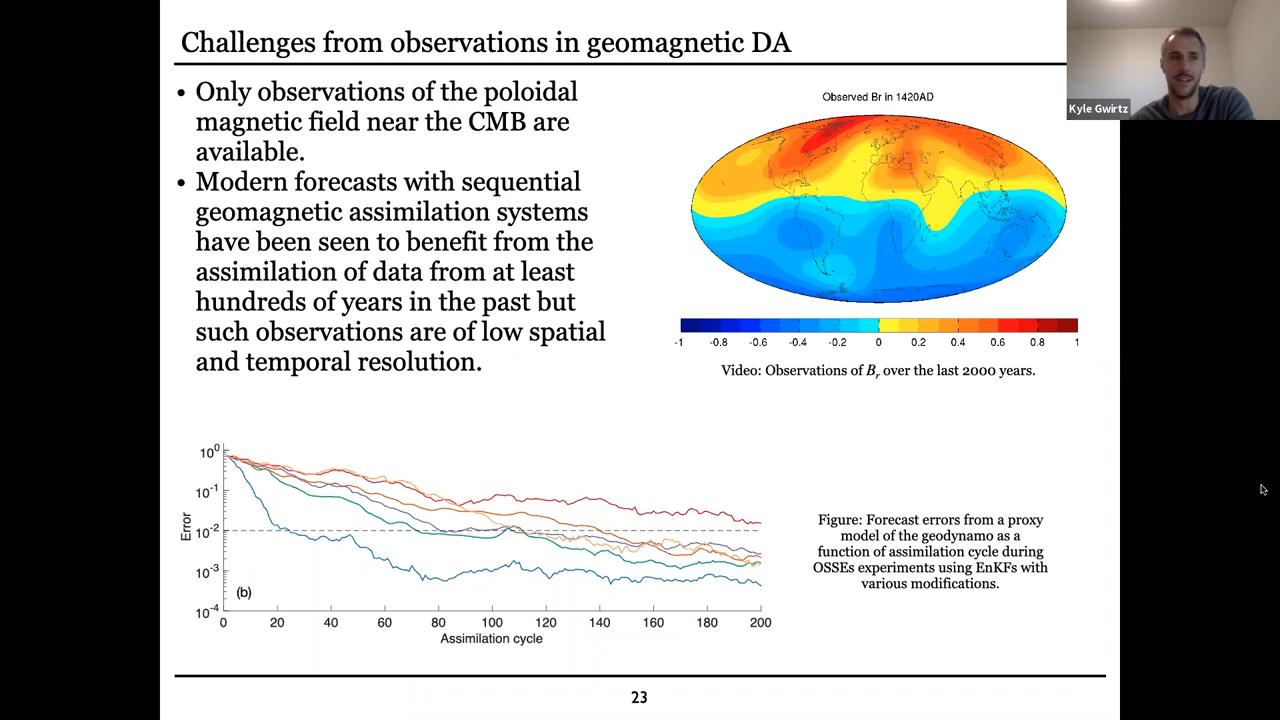 Challenges from observations in geomagnetic DA
Kyle Gwirtz
• Only observations of the poloidal
magnetic field near the CMB are
available.
• Modern forecasts with sequential
geomagnetic assimilation systems
have been seen to benefit from the
assimilation of data from at least
hundreds of years in the past but
such observations are of low spatial
and temporal resolution.
Observed Br in 1420AD
-1 -0.8 -0.6 -0.4 -0.2 0 0.2 0.4 0.6 0.8 1
Video: Observations of Br over the last 2000 years.
10^0
10^-1
10^-2
10^-3
10^-4
Error
(b)
0 20 40 60 80 100 120 140 160 180 200
Assimilation cycle
Figure: Forecast errors from a proxy
model of the geodynamo as a
function of assimilation cycle during
OSSEs experiments using EnKFs with
various modifications.
23